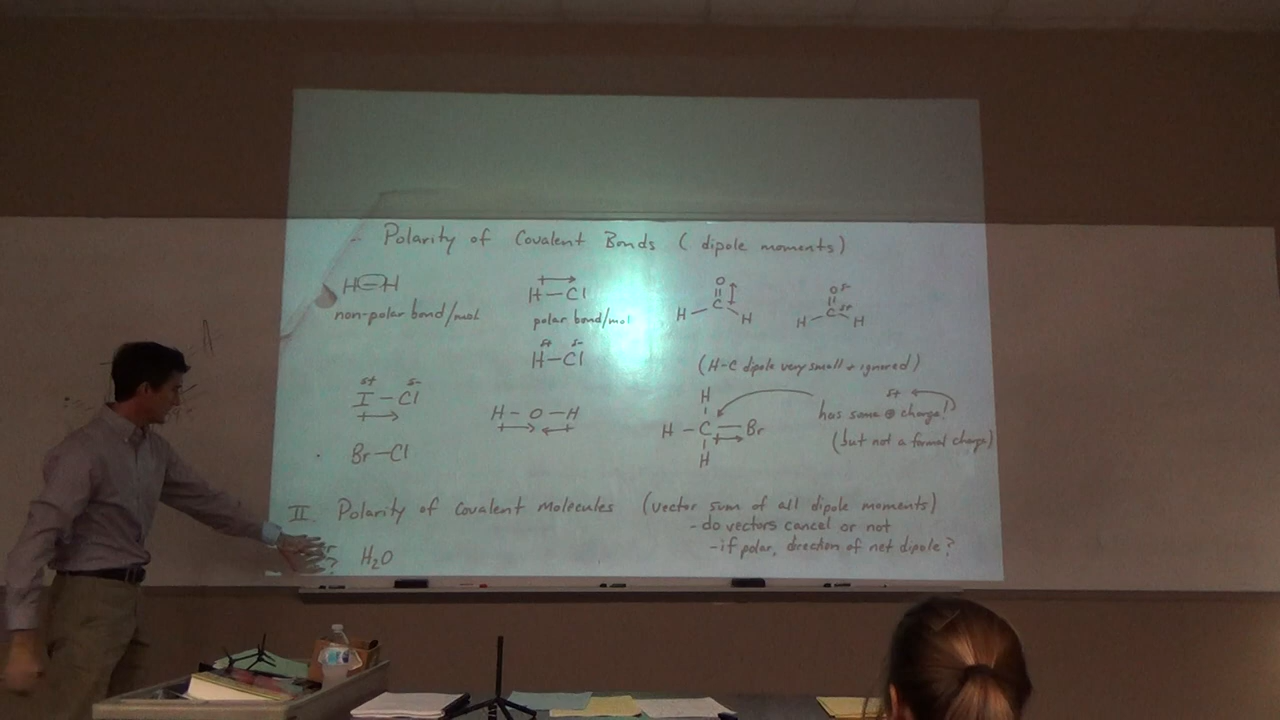 Polarity of Covalent Bonds (dipole moments)
H=H
non-polar bond/mol
H-Cl
polar bond/mol
δ+ δ-
H-Cl
O
C
H H
Oδ-
Cδ+
H H
(H-C dipole very small + ignored)
δ+ δ-
I-Cl
H-O-H
Br-Cl
H
H-C-Br
H
δ+
has some ⊕ charge!
(but not a formal charge)
II. Polarity of Covalent Molecules (vector sum of all dipole moments)
- do vectors cancel or not
- if polar, direction of net dipole?
? H2O